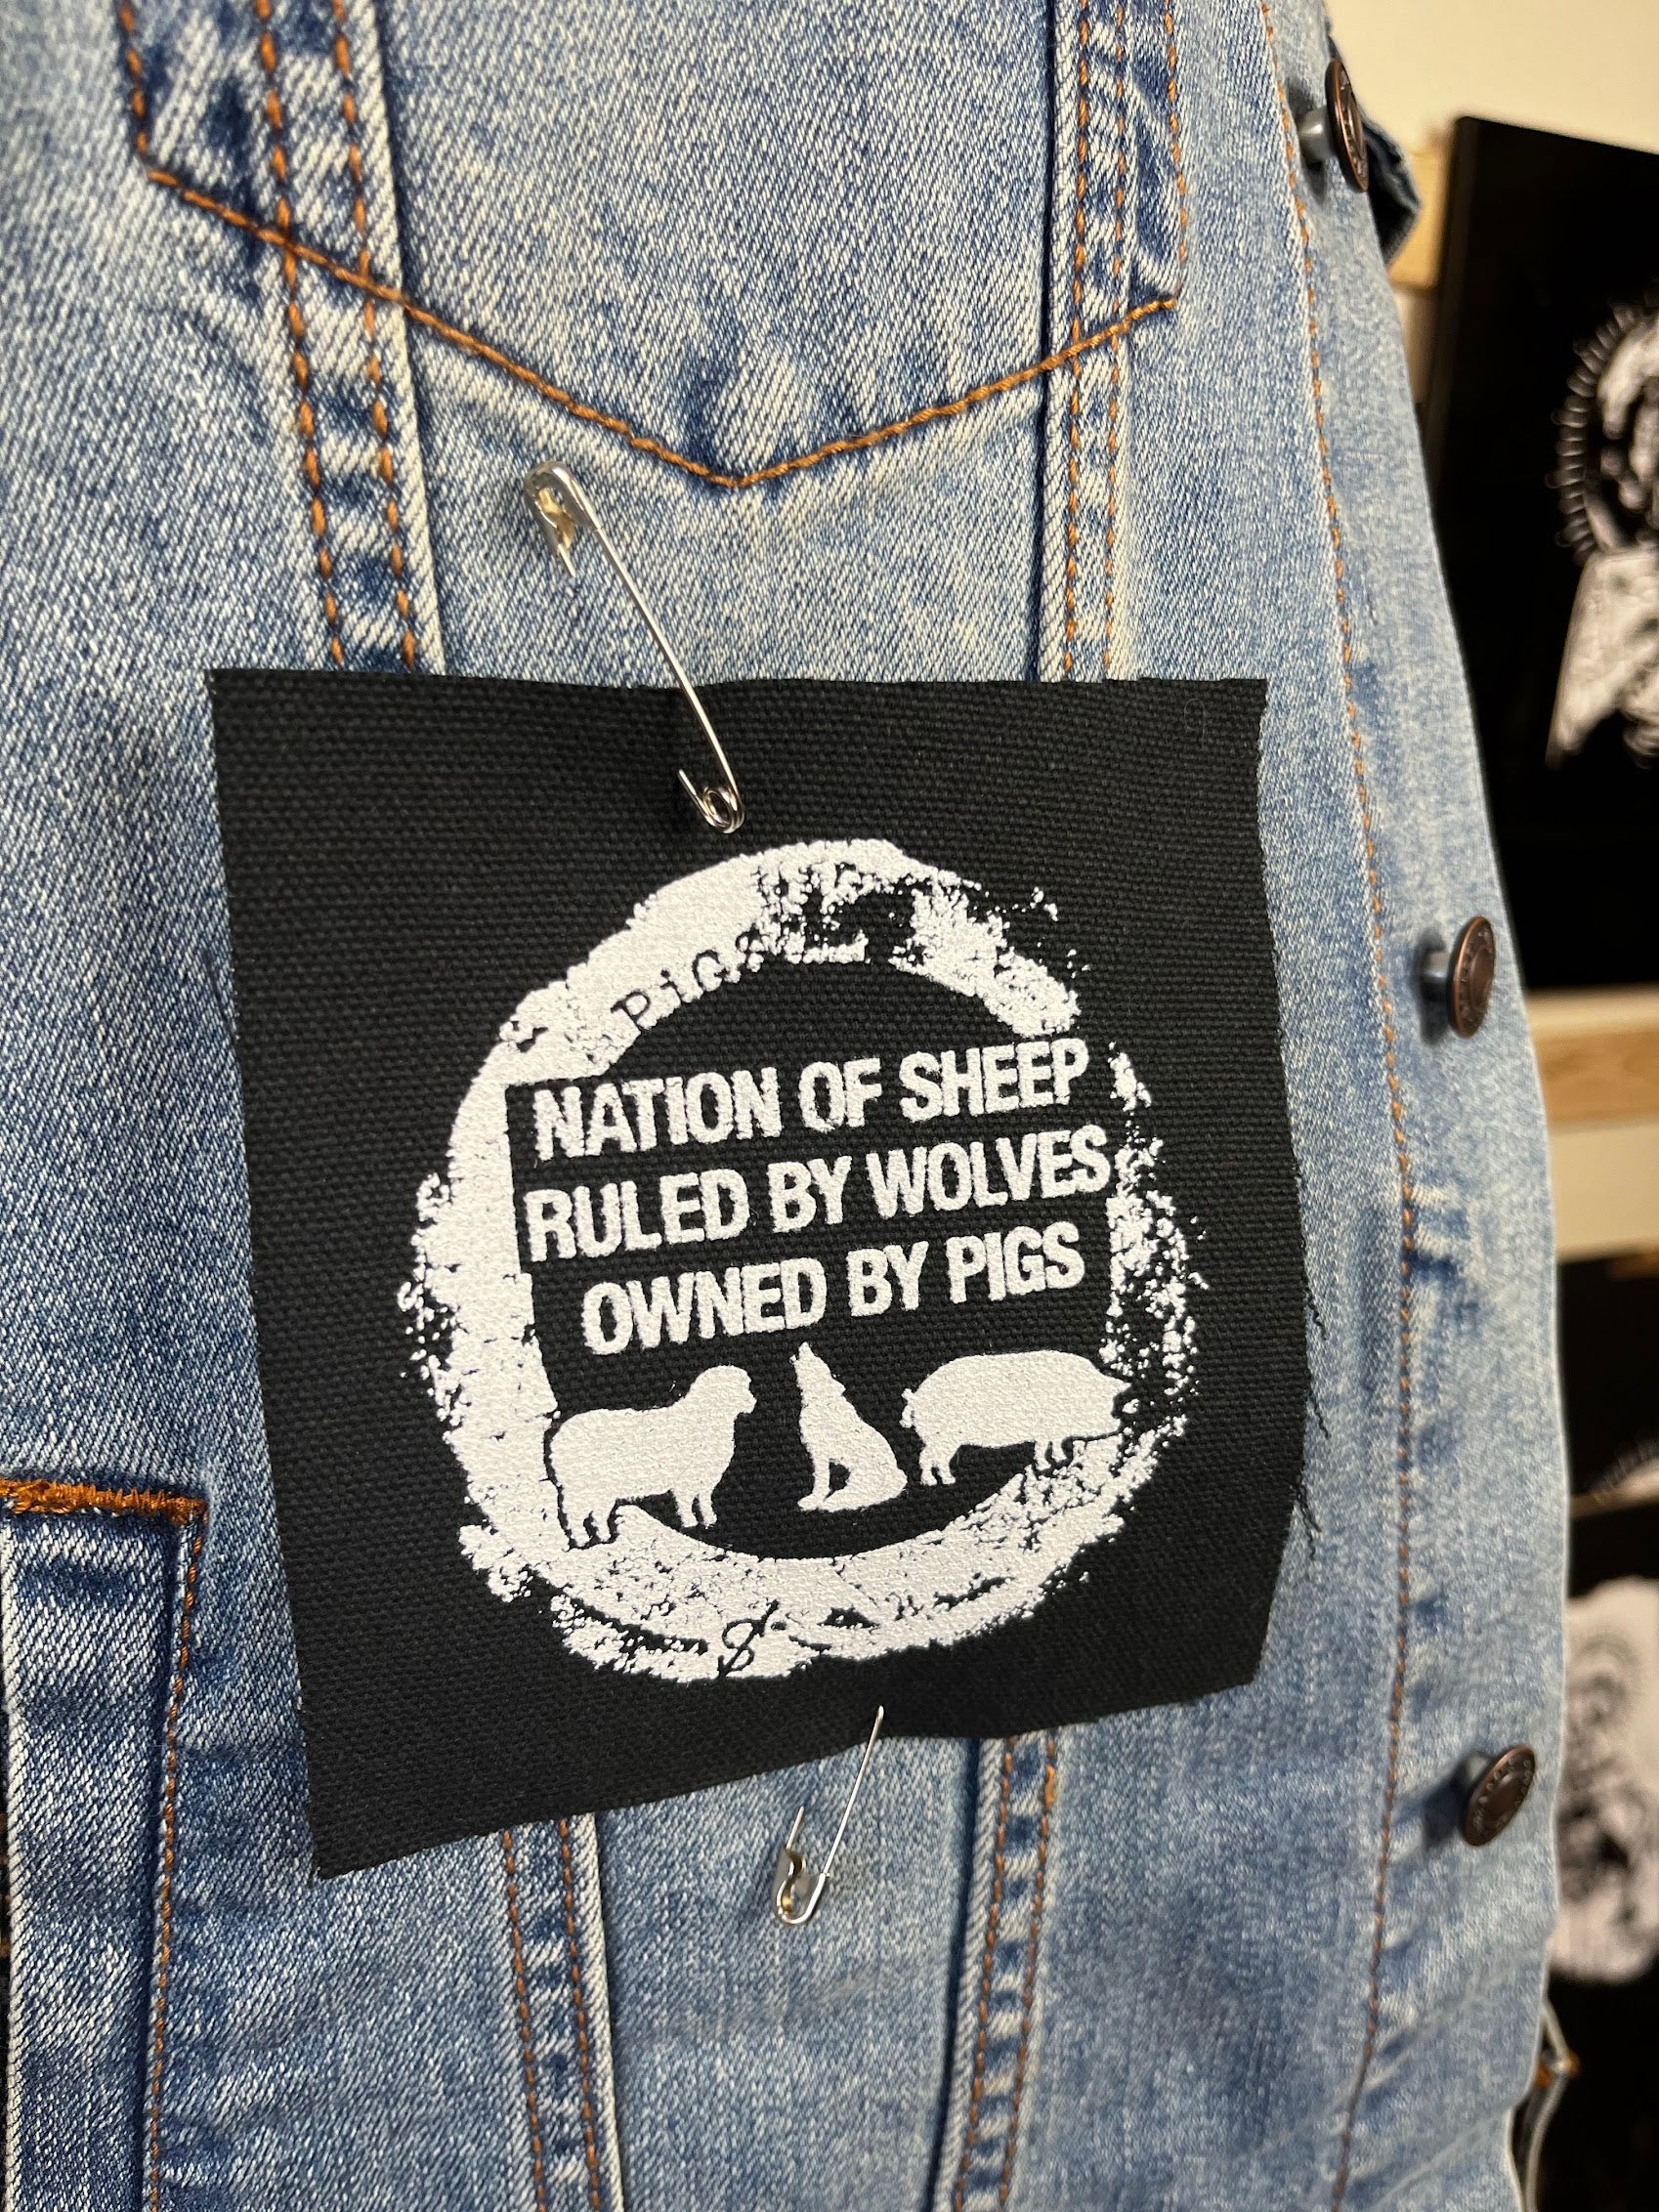 PiGS
NATION OF SHEEP
RULED BY WOLVES
OWNED BY PIGS
$